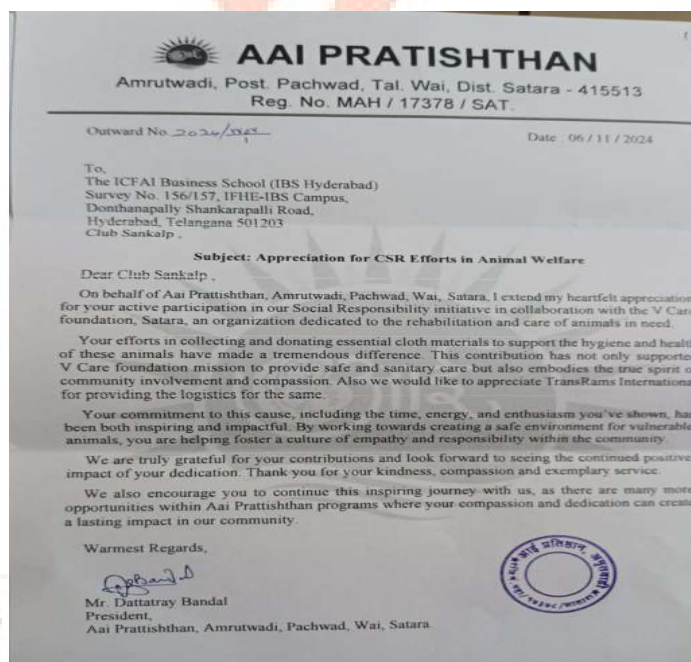 AAI PRATISHTHAN
Amrutwadi, Post. Pachwad, Tal. Wai, Dist. Satara - 415513
Reg. No. MAH / 17378 / SAT.
Outward No. 2024/
Date : 06 / 11 / 2024
To,
The ICFAI Business School (IBS Hyderabad)
Survey No. 156/157, IFHE-IBS Campus,
Donthanapally Shankarapalli Road,
Hyderabad, Telangana 501203
Club Sankalp ,
Subject: Appreciation for CSR Efforts in Animal Welfare
Dear Club Sankalp ,
On behalf of Aai Prattishthan, Amrutwadi, Pachwad, Wai, Satara, I extend my heartfelt appreciation
for your active participation in our Social Responsibility initiative in collaboration with the V Care
foundation, Satara, an organization dedicated to the rehabilitation and care of animals in need.
Your efforts in collecting and donating essential cloth materials to support the hygiene and healt
of these animals have made a tremendous difference. This contribution has not only supporte
V Care foundation mission to provide safe and sanitary care but also embodies the true spirit o
community involvement and compassion. Also we would like to appreciate TransRams Internationa
for providing the logistics for the same.
Your commitment to this cause, including the time, energy, and enthusiasm you've shown, ha
been both inspiring and impactful. By working towards creating a safe environment for vulnerable
animals, you are helping foster a culture of empathy and responsibility within the community.
We are truly grateful for your contributions and look forward to seeing the continued positive
impact of your dedication. Thank you for your kindness, compassion and exemplary service.
We also encourage you to continue this inspiring journey with us, as there are many more
opportunities within Aai Prattishthan programs where your compassion and dedication can creat
a lasting impact in our community.
Warmest Regards,
Mr. Dattatray Bandal
President,
Aai Prattishthan, Amrutwadi, Pachwad, Wai, Satara.
आई प्रतिष्ठान, अमृतवाडी